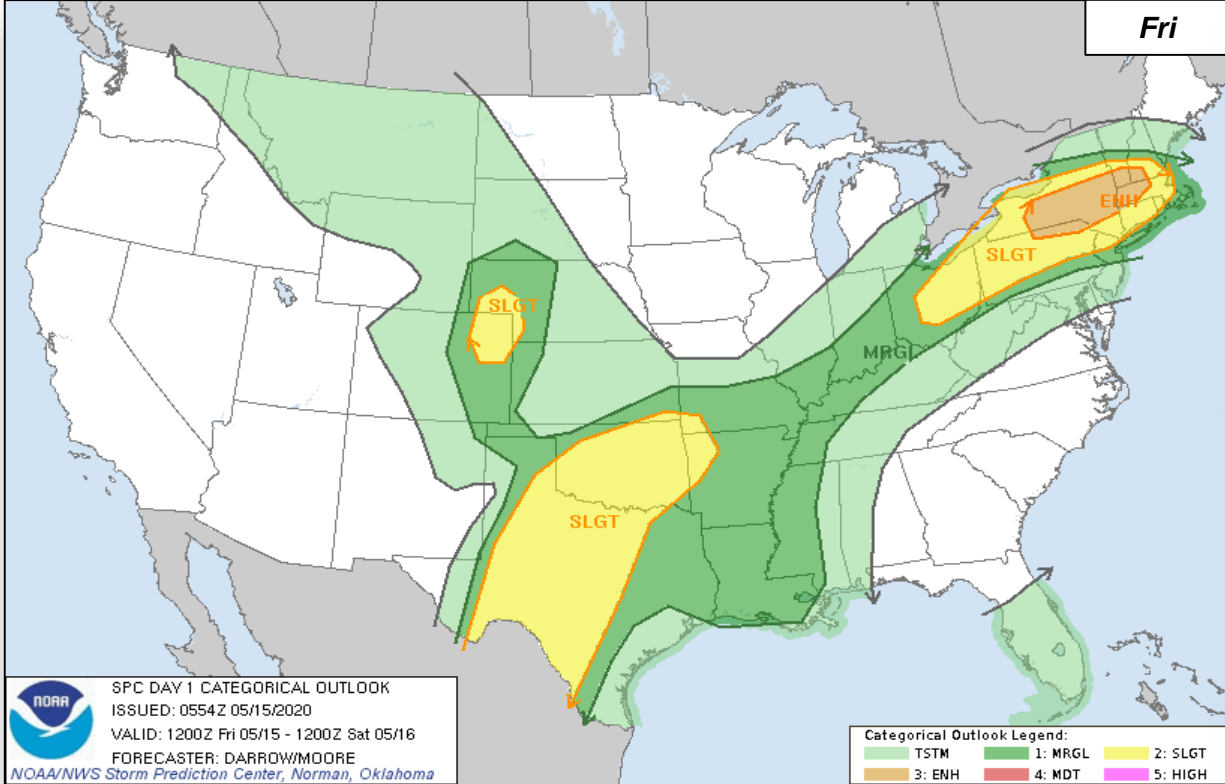 Fri
ENH
SLGT
SLGT
MRGL
SLGT
NOAA
SPC DAY 1 CATEGORICAL OUTLOOK
ISSUED: 0554Z 05/15/2020
VALID: 1200Z Fri 05/15 - 1200Z Sat 05/16
FORECASTER: DARROW/MOORE
NOAA/NWS Storm Prediction Center, Norman, Oklahoma
Categorical Outlook Legend:
TSTM 1: MRGL 2: SLGT
3: ENH 4: MDT 5: HIGH